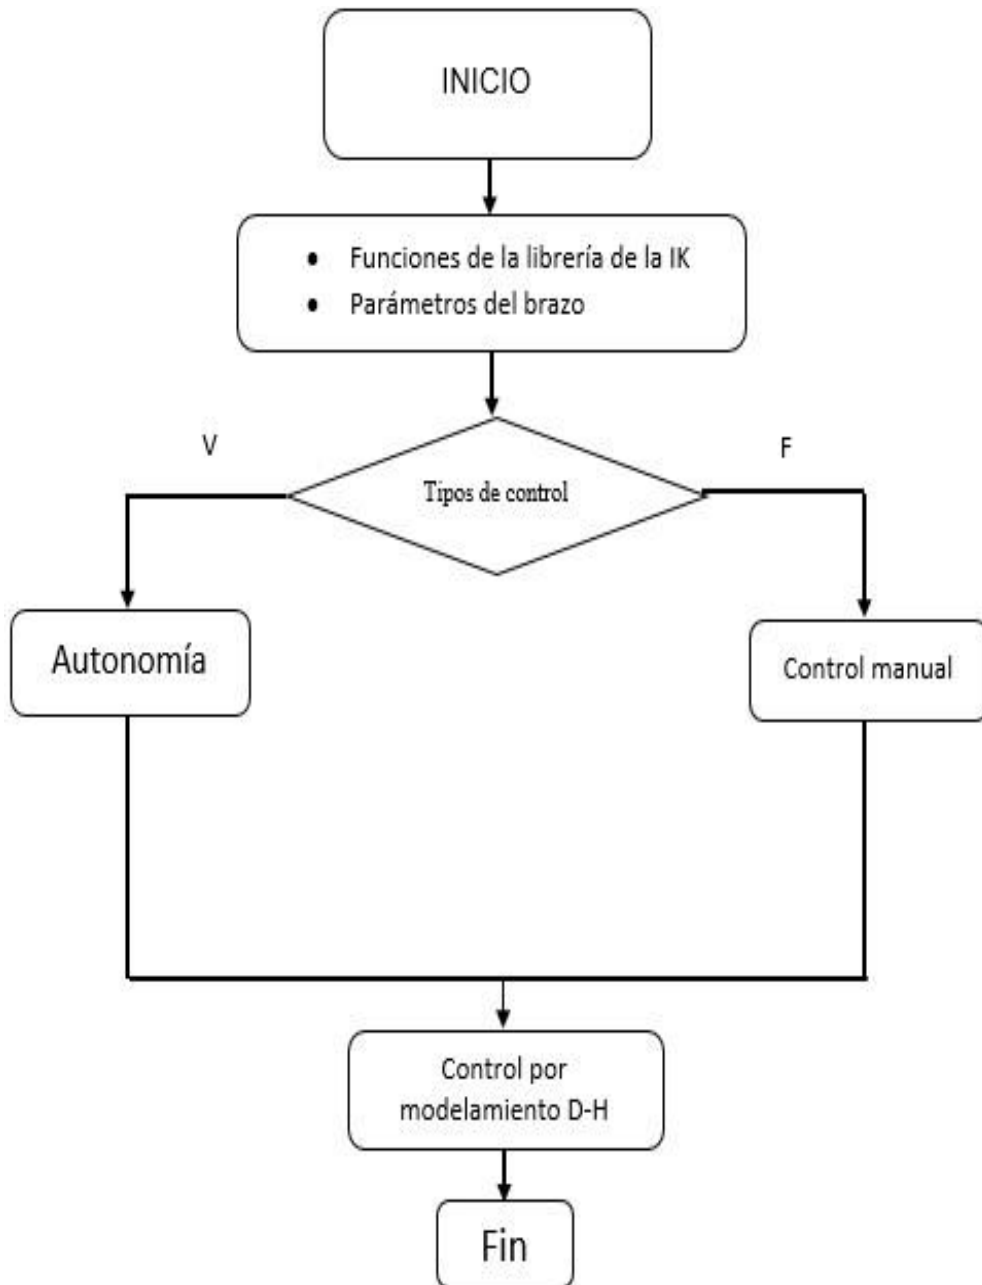 INICIO
• Funciones de la librería de la IK
• Parámetros del brazo
V
F
Tipos de control
Autonomía
Control manual
Control por
modelamiento D-H
Fin